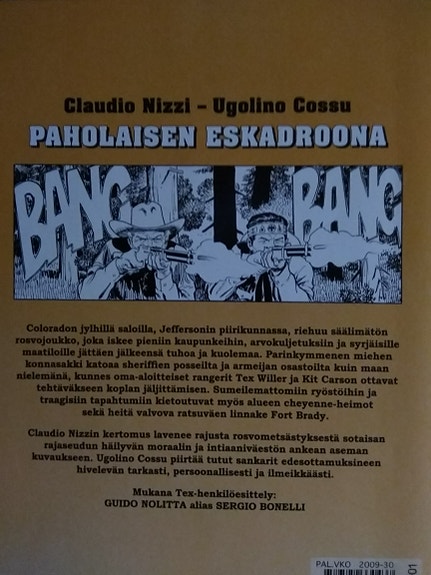 Claudio Nizzi – Ugolino Cossu
PAHOLAISEN ESKADROONA
BANG
BANG
Coloradon jylhillä saloilla, Jeffersonin piirikunnassa, riehuu säälimätön
rosvojoukko, joka iskee pieniin kaupunkeihin, arvokuljetuksiin ja syrjäisille
maatiloille jättäen jälkeensä tuhoa ja kuolemaa. Parinkymmenen miehen
konnasakki katoaa sheriffien posseilta ja armeijan osastoilta kuin maan
nielemänä, kunnes oma-aloitteiset rangerit Tex Willer ja Kit Carson ottavat
tehtäväkseen koplan jäljittämisen. Sumeilemattomiin ryöstöihin ja
traagisiin tapahtumiin kietoutuvat myös alueen cheyenne-heimot
sekä heitä valvova ratsuväen linnake Fort Brady.
Claudio Nizzin kertomus lavenee rajusta rosvometsästyksestä sotaisan
rajaseudun häilyvän moraalin ja intiaaniväestön ankean aseman
kuvaukseen. Ugolino Cossu piirtää tutut sankarit edesottamuksineen
hivelevän tarkasti, persoonallisesti ja ilmeikkäästi.
Mukana Tex-henkilöesittely:
GUIDO NOLITTA alias SERGIO BONELLI
PAL.VKO 2009-30
01